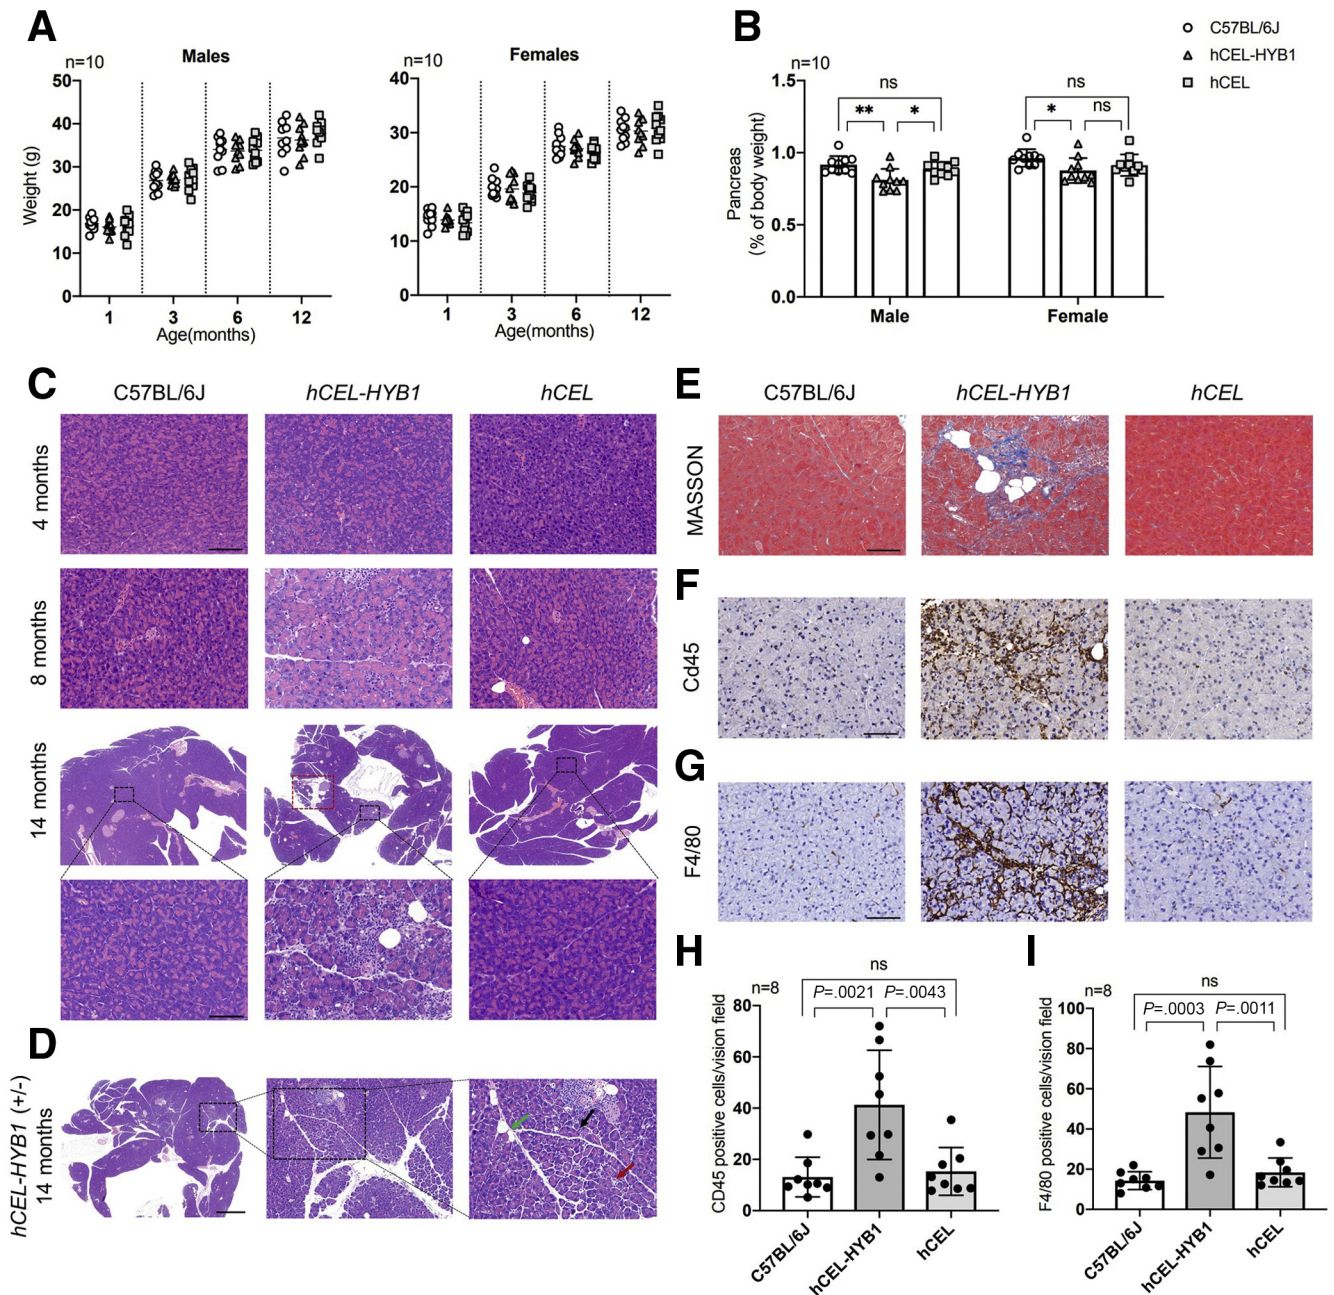 A
Males
n=10
Weight (g)
50
40
30
20
10
0
1
3
6
12
Age(months)
Females
n=10
40
30
20
10
0
1
3
6
12
Age(months)
B
n=10
Pancreas
(% of body weight)
1.5
1.0
0.5
0.0
ns
**
*
ns
*
ns
Male
Female
C57BL/6J
hCEL-HYB1
hCEL
C
C57BL/6J
hCEL-HYB1
hCEL
4 months
8 months
14 months
D
hCEL-HYB1 (+/-)
14 months
E
C57BL/6J
hCEL-HYB1
hCEL
MASSON
F
Cd45
G
F4/80
H
n=8
CD45 positive cells/vision field
80
60
40
20
0
ns
P=.0021
P=.0043
C57BL/6J
hCEL-HYB1
hCEL
I
n=8
F4/80 positive cells/vision field
100
80
60
40
20
0
ns
P=.0003
P=.0011
C57BL/6J
hCEL-HYB1
hCEL